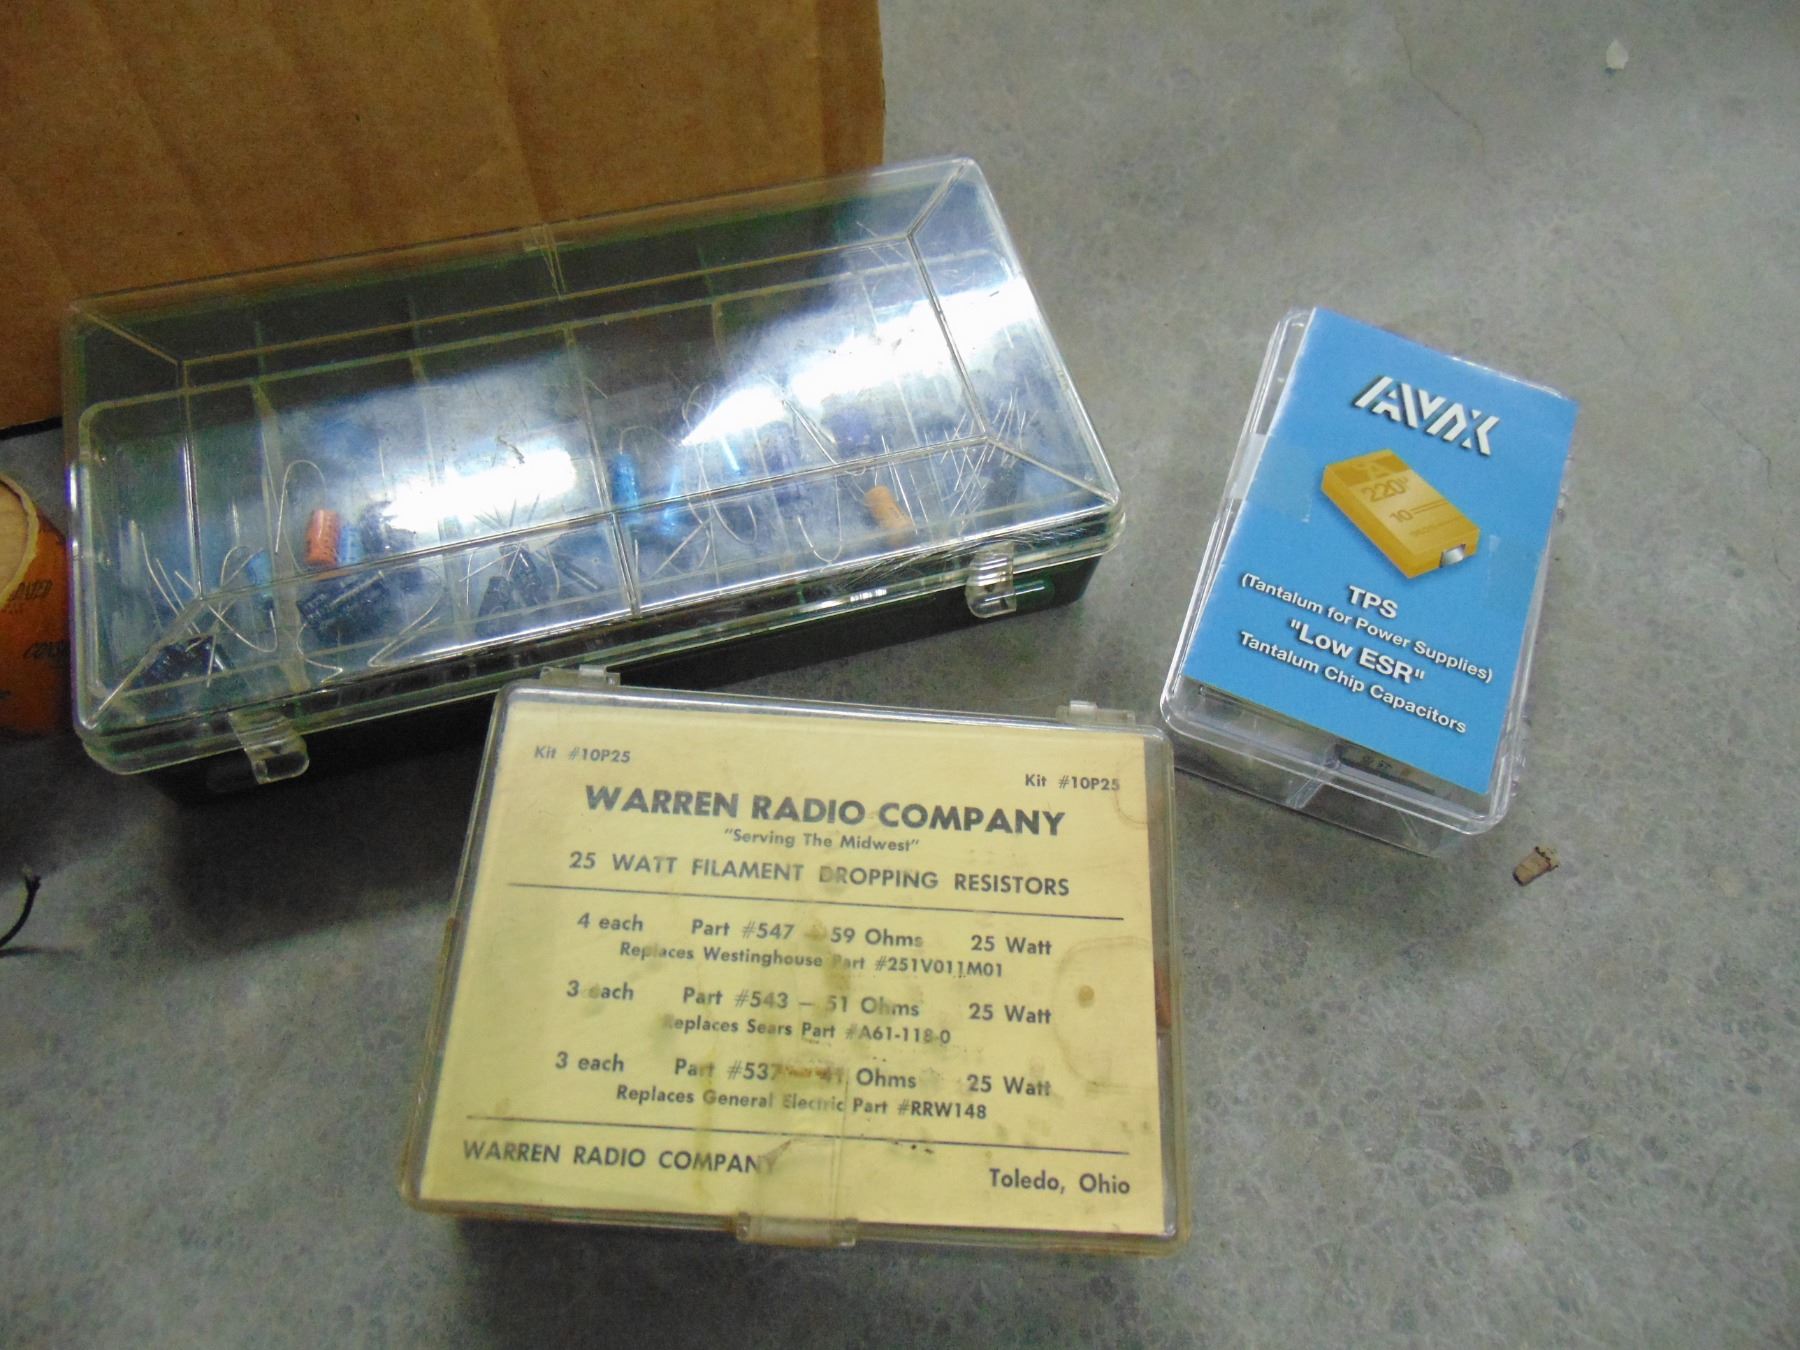 AVX
220
10
TPS
(Tantalum for Power Supplies)
"Low ESR"
Tantalum Chip Capacitors
Kit #10P25
Kit #10P25
WARREN RADIO COMPANY
"Serving The Midwest"
25 WATT FILAMENT DROPPING RESISTORS
4 each Part #547 — 59 Ohms 25 Watt
Replaces Westinghouse Part #251V011M01
3 each Part #543 — 51 Ohms 25 Watt
Replaces Sears Part #A61-118-0
3 each Part #537 — 41 Ohms 25 Watt
Replaces General Electric Part #RRW148
WARREN RADIO COMPANY
Toledo, Ohio